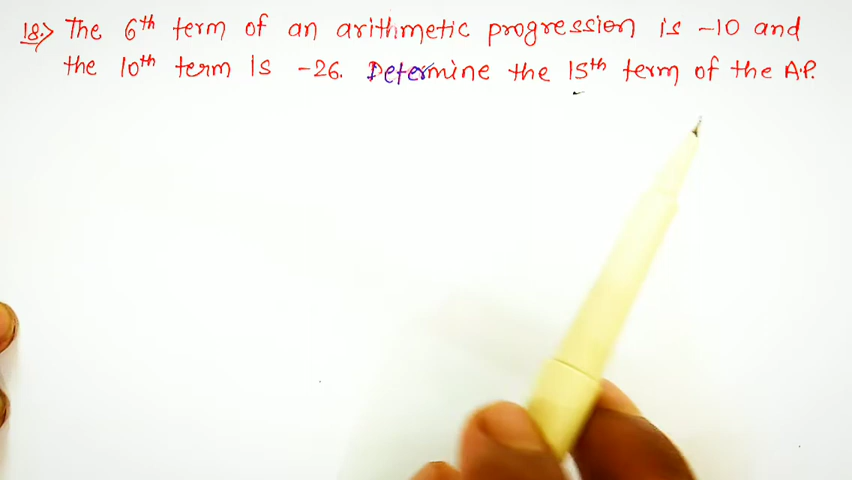 18.> The 6th term of an arithmetic progression is -10 and
the 10th term is -26. Determine the 15th term of the A.P.